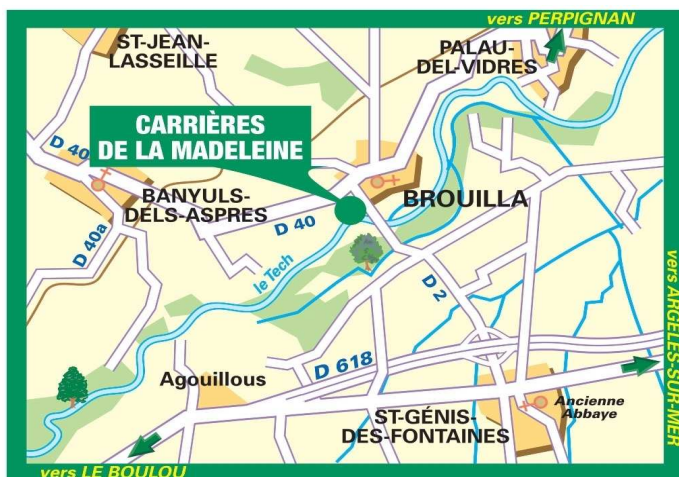 vers PERPIGNAN
ST-JEAN-
LASSEILLE
PALAU-
DEL-VIDRES
CARRIÈRES
DE LA MADELEINE
D 40
BANYULS-
DELS-ASPRES
BROUILLA
D 40
D 40a
le Tech
D 2
vers ARGELÈS-SUR-MER
D 618
Agouillous
Ancienne
Abbaye
ST-GÉNIS-
DES-FONTAINES
vers LE BOULOU